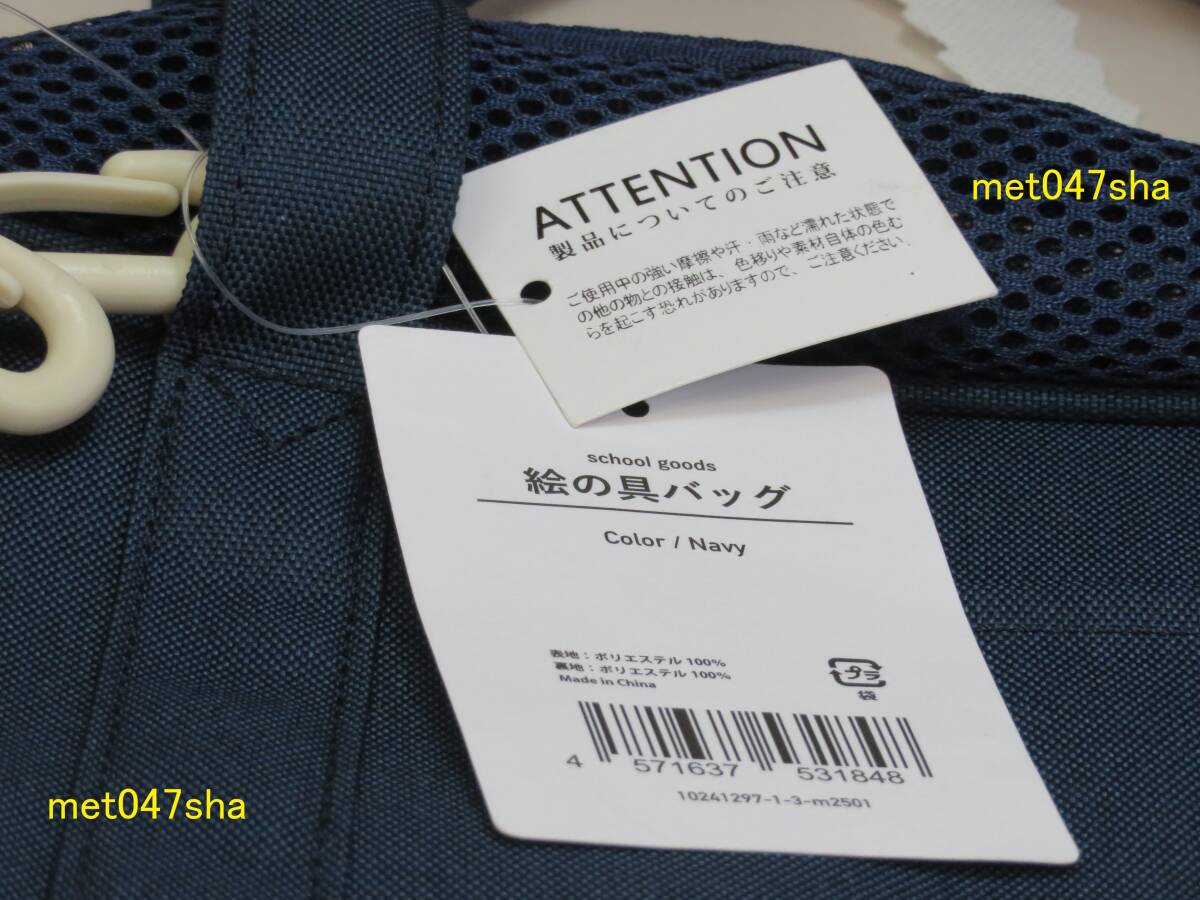 ATTENTION
製品についてのご注意
ご使用中の強い摩擦や汗・雨など濡れた状態で
の他の物との接触は、色移りや素材自体の色む
らを起こす恐れがありますので、ご注意ください。
met047sha
school goods
絵の具バッグ
Color / Navy
表地：ポリエステル 100%
裏地：ポリエステル 100%
Made in China
プラ
袋
4 571637 531848
10241297-1-3-m2501
met047sha